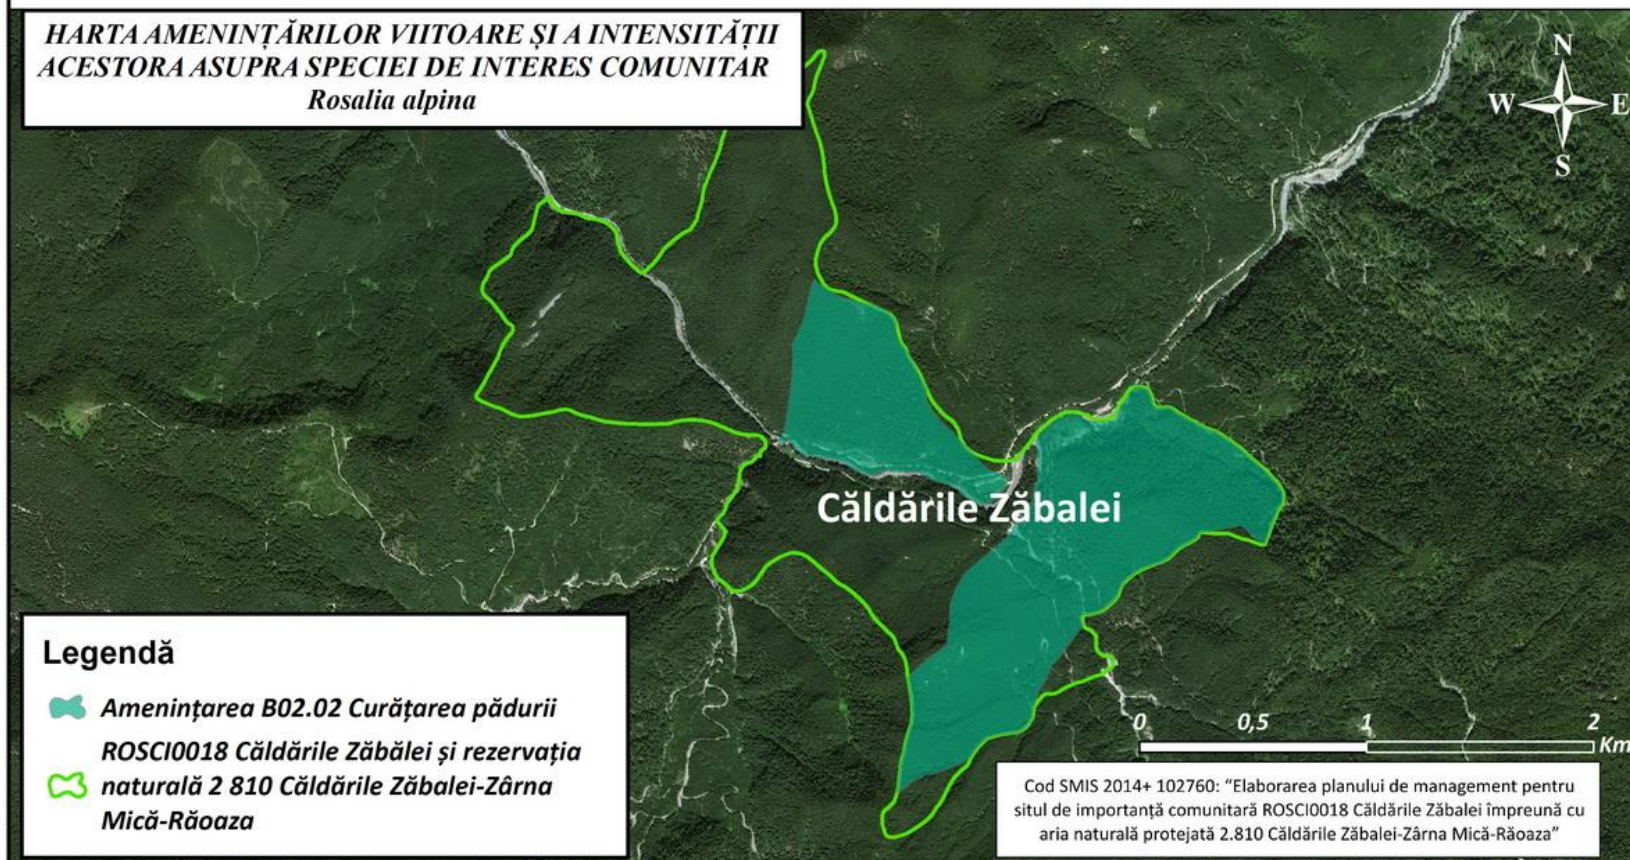 HARTA AMENINȚĂRILOR VIITOARE ȘI A INTENSITĂȚII
ACESTORA ASUPRA SPECIEI DE INTERES COMUNITAR
Rosalia alpina
N
W E
S
Căldările Zăbalei
Legendă
Amenințarea B02.02 Curățarea pădurii
ROSCI0018 Căldările Zăbălei și rezervația
naturală 2 810 Căldările Zăbalei-Zârna
Mică-Răoaza
0 0,5 1 2
Km
Cod SMIS 2014+ 102760: “Elaborarea planului de management pentru
situl de importanță comunitară ROSCI0018 Căldările Zăbalei împreună cu
aria naturală protejată 2.810 Căldările Zăbalei-Zârna Mică-Răoaza”